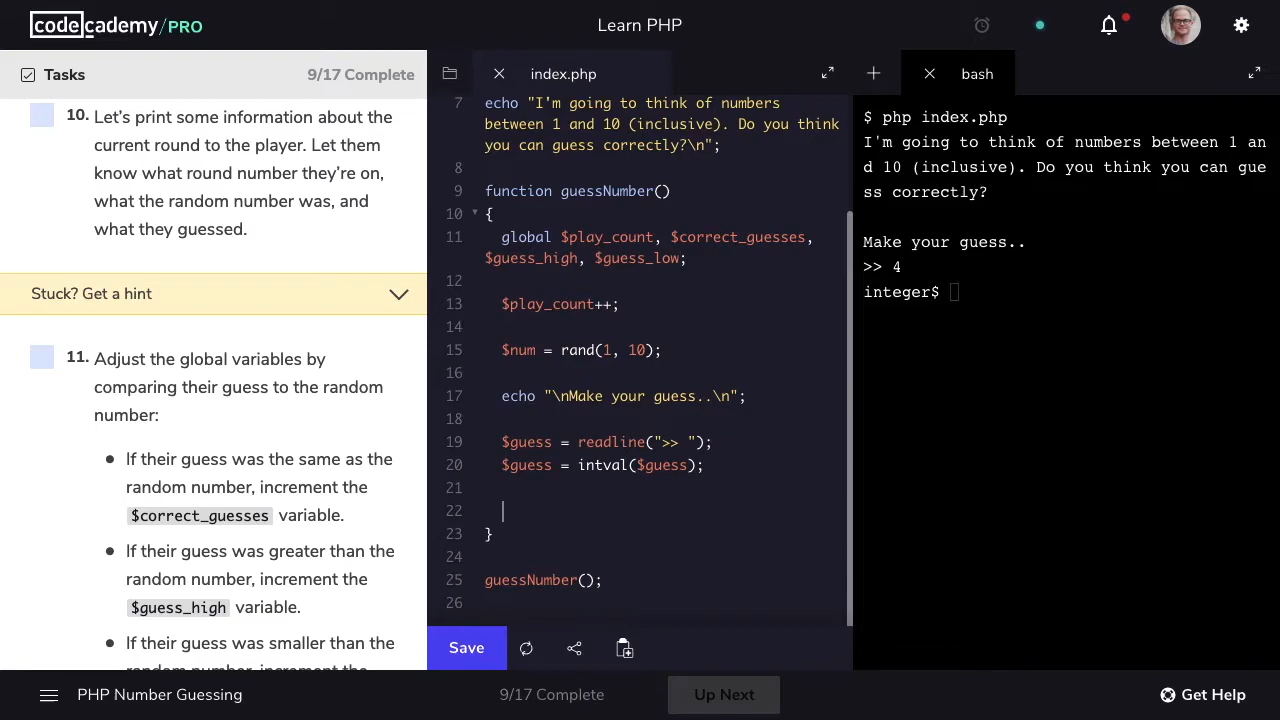 codecademy/PRO
Learn PHP
Tasks
9/17 Complete
10. Let's print some information about the
current round to the player. Let them
know what round number they're on,
what the random number was, and
what they guessed.
Stuck? Get a hint
11. Adjust the global variables by
comparing their guess to the random
number:
If their guess was the same as the
random number, increment the
$correct_guesses variable.
If their guess was greater than the
random number, increment the
$guess_high variable.
If their guess was smaller than the
random number, increment the
index.php
7 echo "I'm going to think of numbers
between 1 and 10 (inclusive). Do you think
you can guess correctly?\n";
8
9 function guessNumber()
10 {
11 global $play_count, $correct_guesses,
$guess_high, $guess_low;
12
13 $play_count++;
14
15 $num = rand(1, 10);
16
17 echo "\nMake your guess..\n";
18
19 $guess = readline(">> ");
20 $guess = intval($guess);
21
22
23 }
24
25 guessNumber();
26
Save
bash
$ php index.php
I'm going to think of numbers between 1 an
d 10 (inclusive). Do you think you can gue
ss correctly?
Make your guess..
>> 4
integer$
PHP Number Guessing
9/17 Complete
Up Next
Get Help